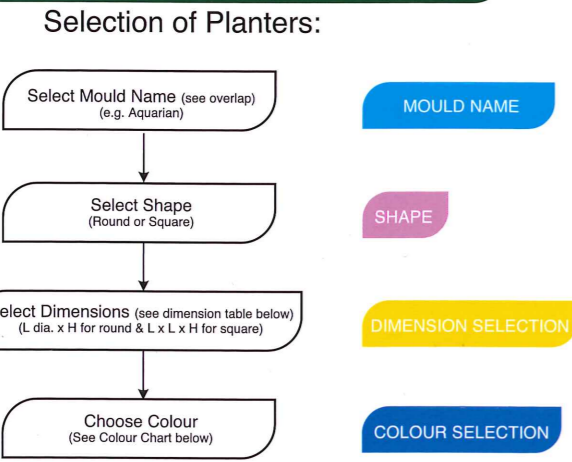 Selection of Planters:
Select Mould Name (see overlap)
(e.g. Aquarian)
MOULD NAME
Select Shape
(Round or Square)
SHAPE
elect Dimensions (see dimension table below)
(L dia. x H for round & L x L x H for square)
DIMENSION SELECTION
Choose Colour
(See Colour Chart below)
COLOUR SELECTION